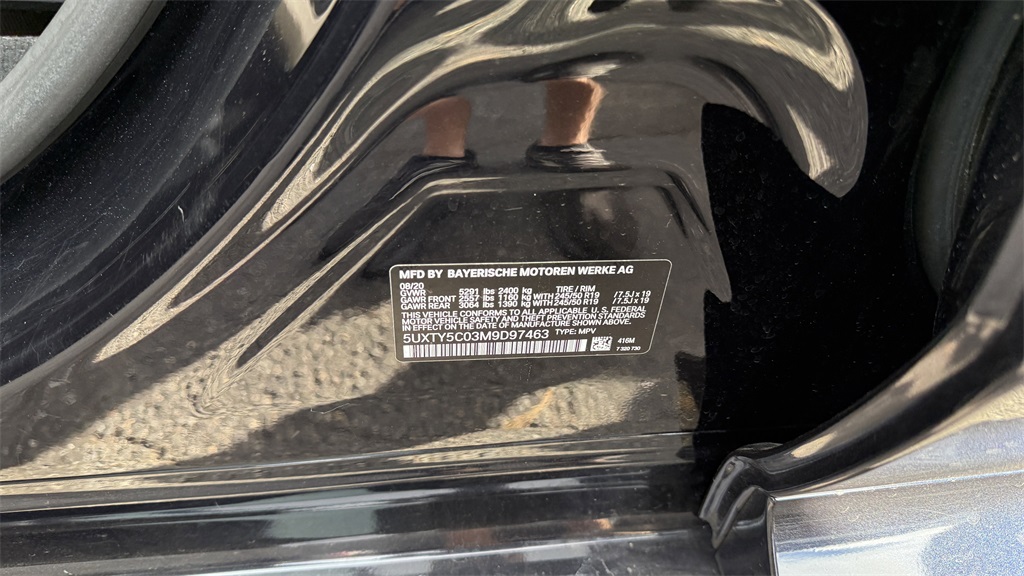 MFD BY BAYERISCHE MOTOREN WERKE AG
08/20
GVWR 5291 lbs 2400 kg TIRE / RIM
GAWR FRONT 2557 lbs 1160 kg WITH 245/50 R19 /7.5J x 19
GAWR REAR 3064 lbs 1390 kg WITH 245/50 R19 /7.5J x 19
THIS VEHICLE CONFORMS TO ALL APPLICABLE U. S. FEDERAL
MOTOR VEHICLE SAFETY AND THEFT PREVENTION STANDARDS
IN EFFECT ON THE DATE OF MANUFACTURE SHOWN ABOVE.
5UXTY5C03M9D97463 TYPE: MPV
416M
7 320 730